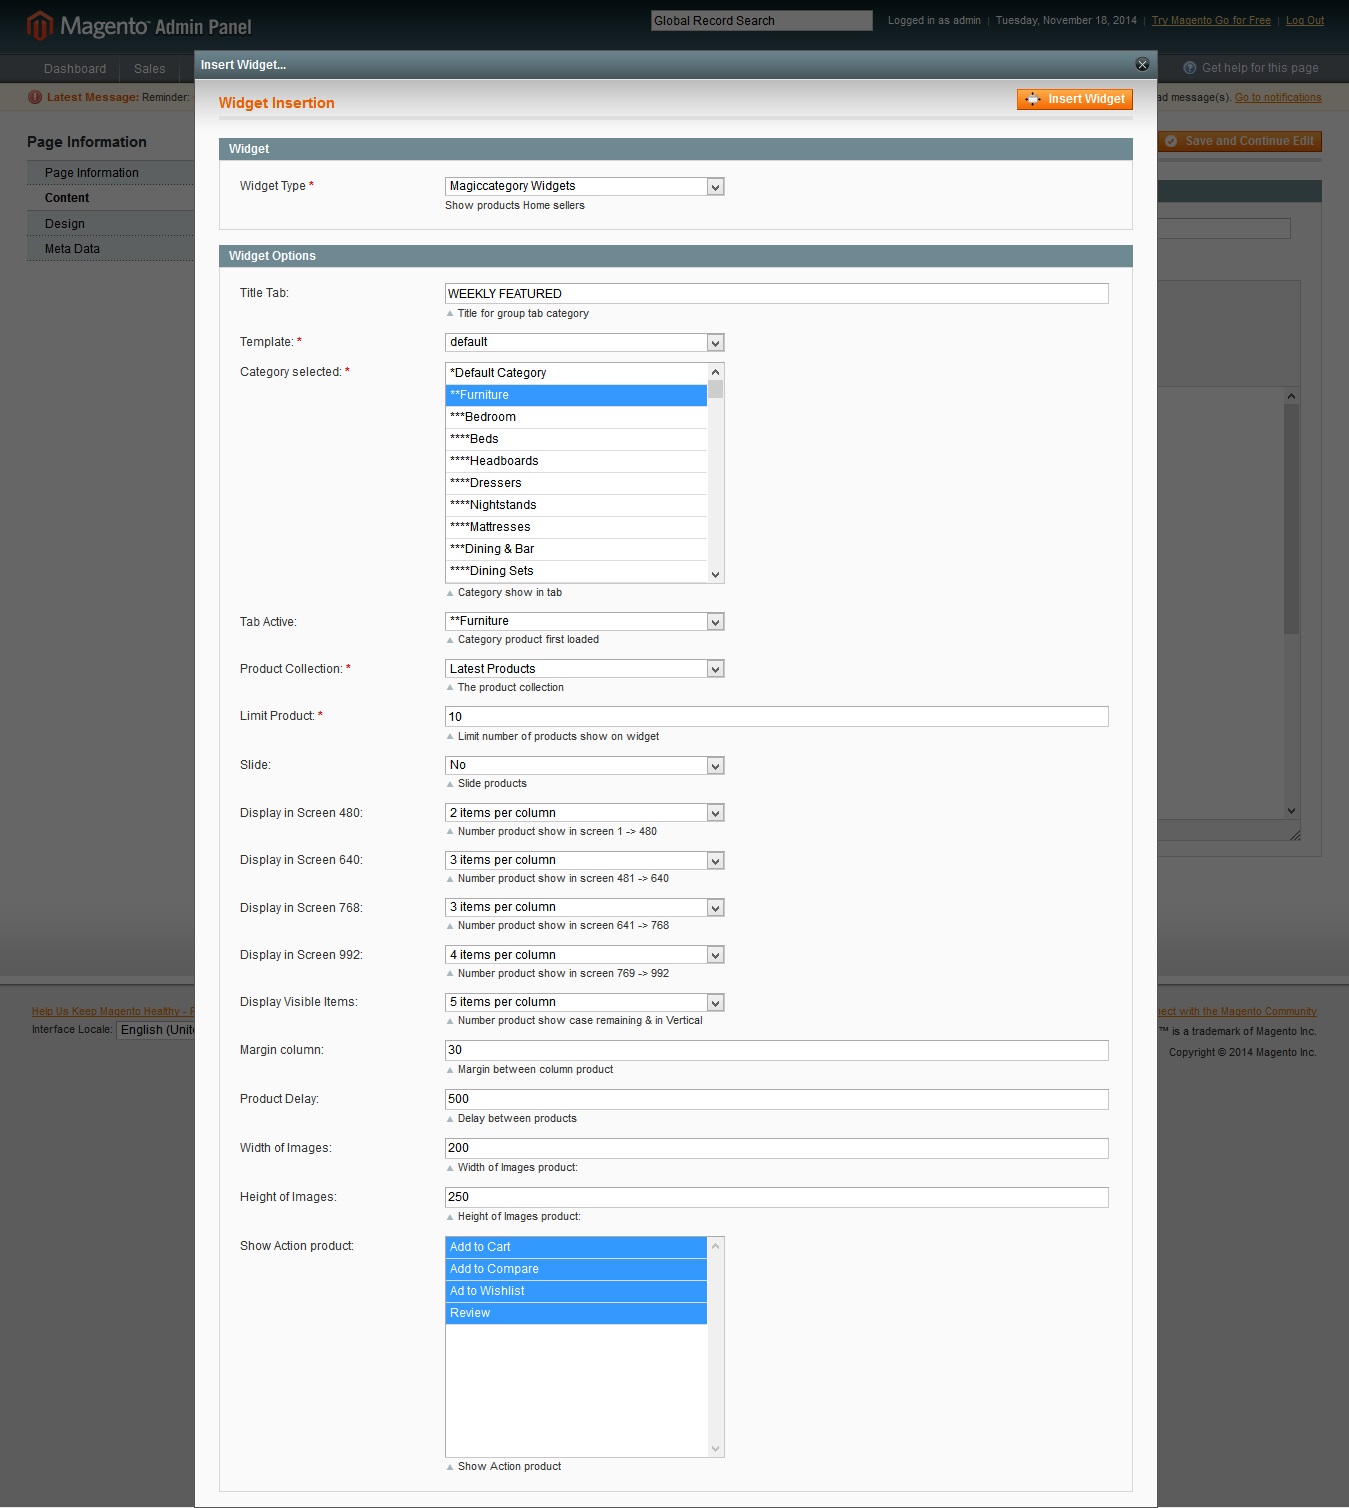 Magento™ Admin Panel
Global Record Search
Logged in as admin | Tuesday, November 18, 2014 | Try Magento Go for Free | Log Out
Dashboard
Sales
Get help for this page
Insert Widget...
Latest Message: Reminder:
ad message(s). Go to notifications
Widget Insertion
Insert Widget
Page Information
Save and Continue Edit
Page Information
Content
Design
Meta Data
Widget
Widget Type *
Magiccategory Widgets
Show products Home sellers
Widget Options
Title Tab:
WEEKLY FEATURED
Title for group tab category
Template: *
default
Category selected: *
*Default Category
**Furniture
***Bedroom
****Beds
****Headboards
****Dressers
****Nightstands
****Mattresses
***Dining & Bar
****Dining Sets
Category show in tab
Tab Active:
**Furniture
Category product first loaded
Product Collection: *
Latest Products
The product collection
Limit Product: *
10
Limit number of products show on widget
Slide:
No
Slide products
Display in Screen 480:
2 items per column
Number product show in screen 1 -> 480
Display in Screen 640:
3 items per column
Number product show in screen 481 -> 640
Display in Screen 768:
3 items per column
Number product show in screen 641 -> 768
Display in Screen 992:
4 items per column
Number product show in screen 769 -> 992
Display Visible Items:
5 items per column
Number product show case remaining & in Vertical
Help Us Keep Magento Healthy - R
Interface Locale: English (Unit
nect with the Magento Community
™ is a trademark of Magento Inc.
Copyright © 2014 Magento Inc.
Margin column:
30
Margin between column product
Product Delay:
500
Delay between products
Width of Images:
200
Width of Images product:
Height of Images:
250
Height of Images product:
Show Action product:
Add to Cart
Add to Compare
Ad to Wishlist
Review
Show Action product